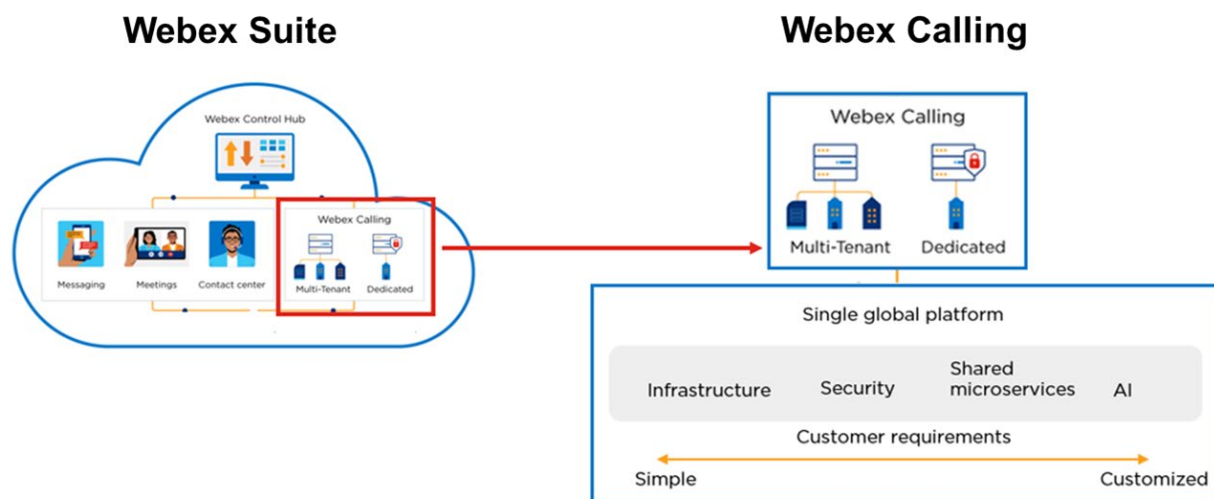 Webex Suite
Webex Control Hub
Messaging
Meetings
Contact center
Webex Calling
Multi-Tenant
Dedicated
Webex Calling
Webex Calling
Multi-Tenant
Dedicated
Single global platform
Infrastructure
Security
Shared
microservices
AI
Customer requirements
Simple
Customized